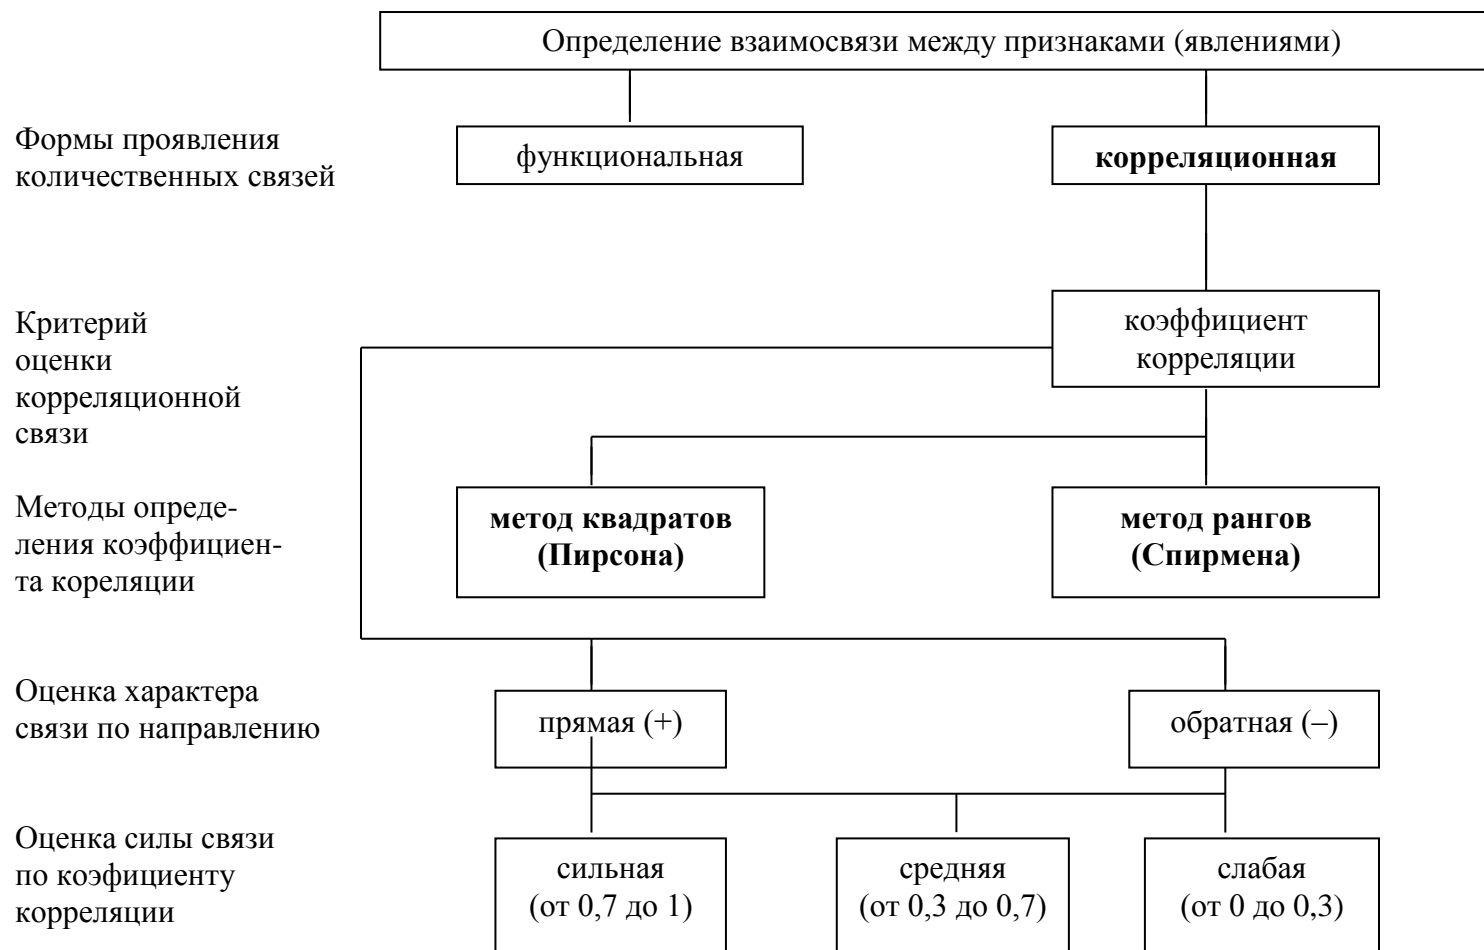 Определение взаимосвязи между признаками (явлениями)
Формы проявления
количественных связей
функциональная
корреляционная
Критерий
оценки
корреляционной
связи
коэффициент
корреляции
Методы опреде-
ления коэффициен-
та кореляции
метод квадратов
(Пирсона)
метод рангов
(Спирмена)
Оценка характера
связи по направлению
прямая (+)
обратная (–)
Оценка силы связи
по коэфициенту
корреляции
сильная
(от 0,7 до 1)
средняя
(от 0,3 до 0,7)
слабая
(от 0 до 0,3)